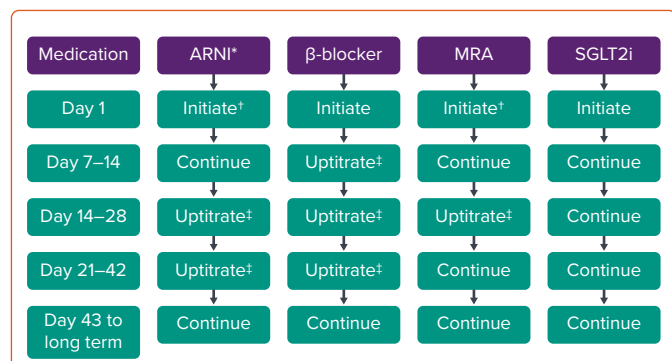 Medication ARNI* β-blocker MRA SGLT2i
Day 1 Initiate† Initiate Initiate† Initiate
Day 7–14 Continue Uptitrate‡ Continue Continue
Day 14–28 Uptitrate‡ Uptitrate‡ Uptitrate‡ Continue
Day 21–42 Uptitrate‡ Uptitrate‡ Continue Continue
Day 43 to
long term Continue Continue Continue Continue